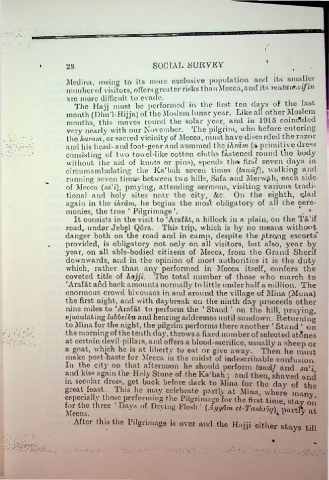 28 SOCIAL SURVEY
Medina, owing to its more exclusive population and its smaller
number of visitors, offers greater risks than Mecca, and its mutawwifin
are more difficult to evade.
The Hajj must be performed in the first ten days of the last
month (Dhu'l-Hijja) of the Moslem lunar year. Like all other Moslem
months, this moves round the solar year, and in 1915 coincided
very nearly with our November. The pilgrim, who before entering
the haram, or sacred vicinity of Mecca, must have discarded the razor
and his head- and foot-gear and assumed the ihrām (a primitive dress
consisting of two towel-like cotton cloths fastened round the body
without the aid of knots or pins), spends the first seven days in
circumambulating the Ka'bah seven times (tawāf), walking and
running seven times between two hills, Safa and Merwah, each side
of Mecca (sa'i), praying, attending sermons, visiting various tradi-
tional and holy sites near the city, &c. On the eighth, clad
again in the ihrām, he begins the most obligatory of all the cere-
monies, the true 'Pilgrimage'.
It consists in the visit to 'Arafāt, a hillock in a plain, on the Tā'if
road, under Jebel Qōra. This trip, which is by no means without
danger both on the road and in camp, despite the strong escorts
provided, is obligatory not only on all visitors, but also, year by
year, on all able-bodied citizens of Mecca, from the Grand Sherif
downwards, and in the opinion of most authorities it is the duty
which, rather than any performed in Mecca itself, confers the
coveted title of hajji. The total number of those who march to
'Arafāt and back amounts normally to little under half a million. The
enormous crowd bivouacs in and around the village of Mina (Muna)
the first night, and with daybreak on the ninth day proceeds other
nine miles to 'Arafāt to perform the 'Stand' on the hill, praying,
ejaculating and hearing addresses until sundown. Returning
to Mina for the night, the pilgrim performs there another 'Stand' on
the morning of the tenth day, throws a fixed number of selected stones
at certain devil-pillars, and offers a blood-sacrifice, usually a sheep or
a goat, which he is at liberty to eat or give away. Then he must
make post-haste for Mecca in the midst of indescribable confusion.
In the city on that afternoon he should perform tawāf and sa'i,
and kiss again the Holy Stone of the Ka'bah; and then, shaved and
in secular dress, get back before dark to Mina for the day of the
great feast. This he may celebrate partly at Mina, where many,
especially those performing the Pilgrimage for the first time, stay on
for the three 'Days of Drying Flesh' (Ayyām et-Tashrīq), partly at
Mecca.
After this the Pilgrimage is over and the Hajji either stays till